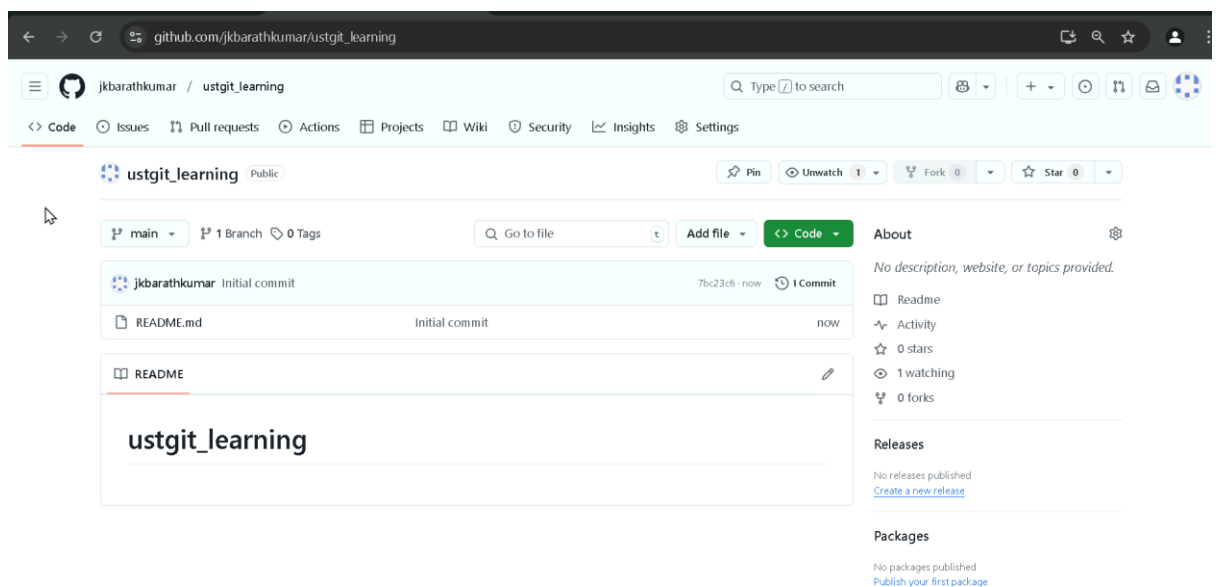 github.com/jkbarathkumar/ustgit_learning
jkbarathkumar / ustgit_learning
Type / to search
Code Issues Pull requests Actions Projects Wiki Security Insights Settings
ustgit_learning Public
Pin Unwatch 1 Fork 0 Star 0
main 1 Branch 0 Tags Go to file t Add file Code
jkbarathkumar Initial commit 7bc23c6 · now 1 Commit
README.md Initial commit now
README
ustgit_learning
About
No description, website, or topics provided.
Readme
Activity
0 stars
1 watching
0 forks
Releases
No releases published
Create a new release
Packages
No packages published
Publish your first package